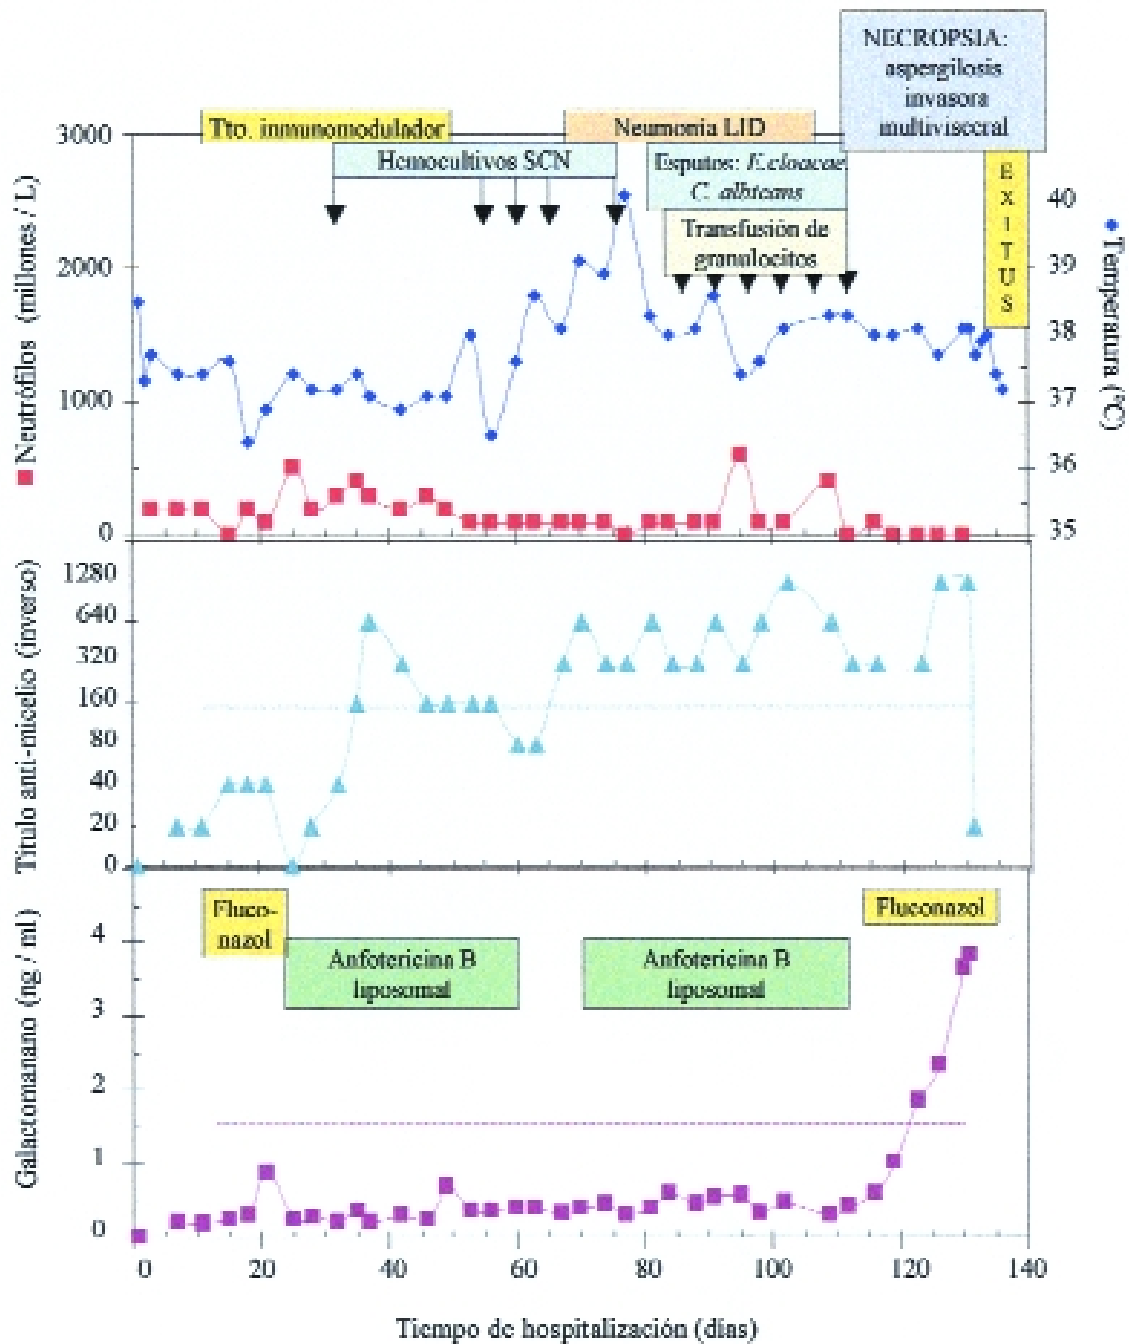 NECROPSIA:
aspergilosis
invasora
multivisceral
Tto. inmunomodulador
Neumonía LID
3000
Hemocultivos SCN
Esputos: E.cloacae
C. albicans
EXITUS
40
Transfusión de
granulocitos
2000
39
38
1000
37
36
0
35
Neutrófilos (millones / L)
Temperatura (°C)
1280
640
320
160
80
40
20
0
Título anti-micelio (inverso)
Fluco-
nazol
Fluconazol
Anfotericina B
liposomal
Anfotericina B
liposomal
4
3
2
1
0
Galactomanano (ng / ml)
0 20 40 60 80 100 120 140
Tiempo de hospitalización (días)